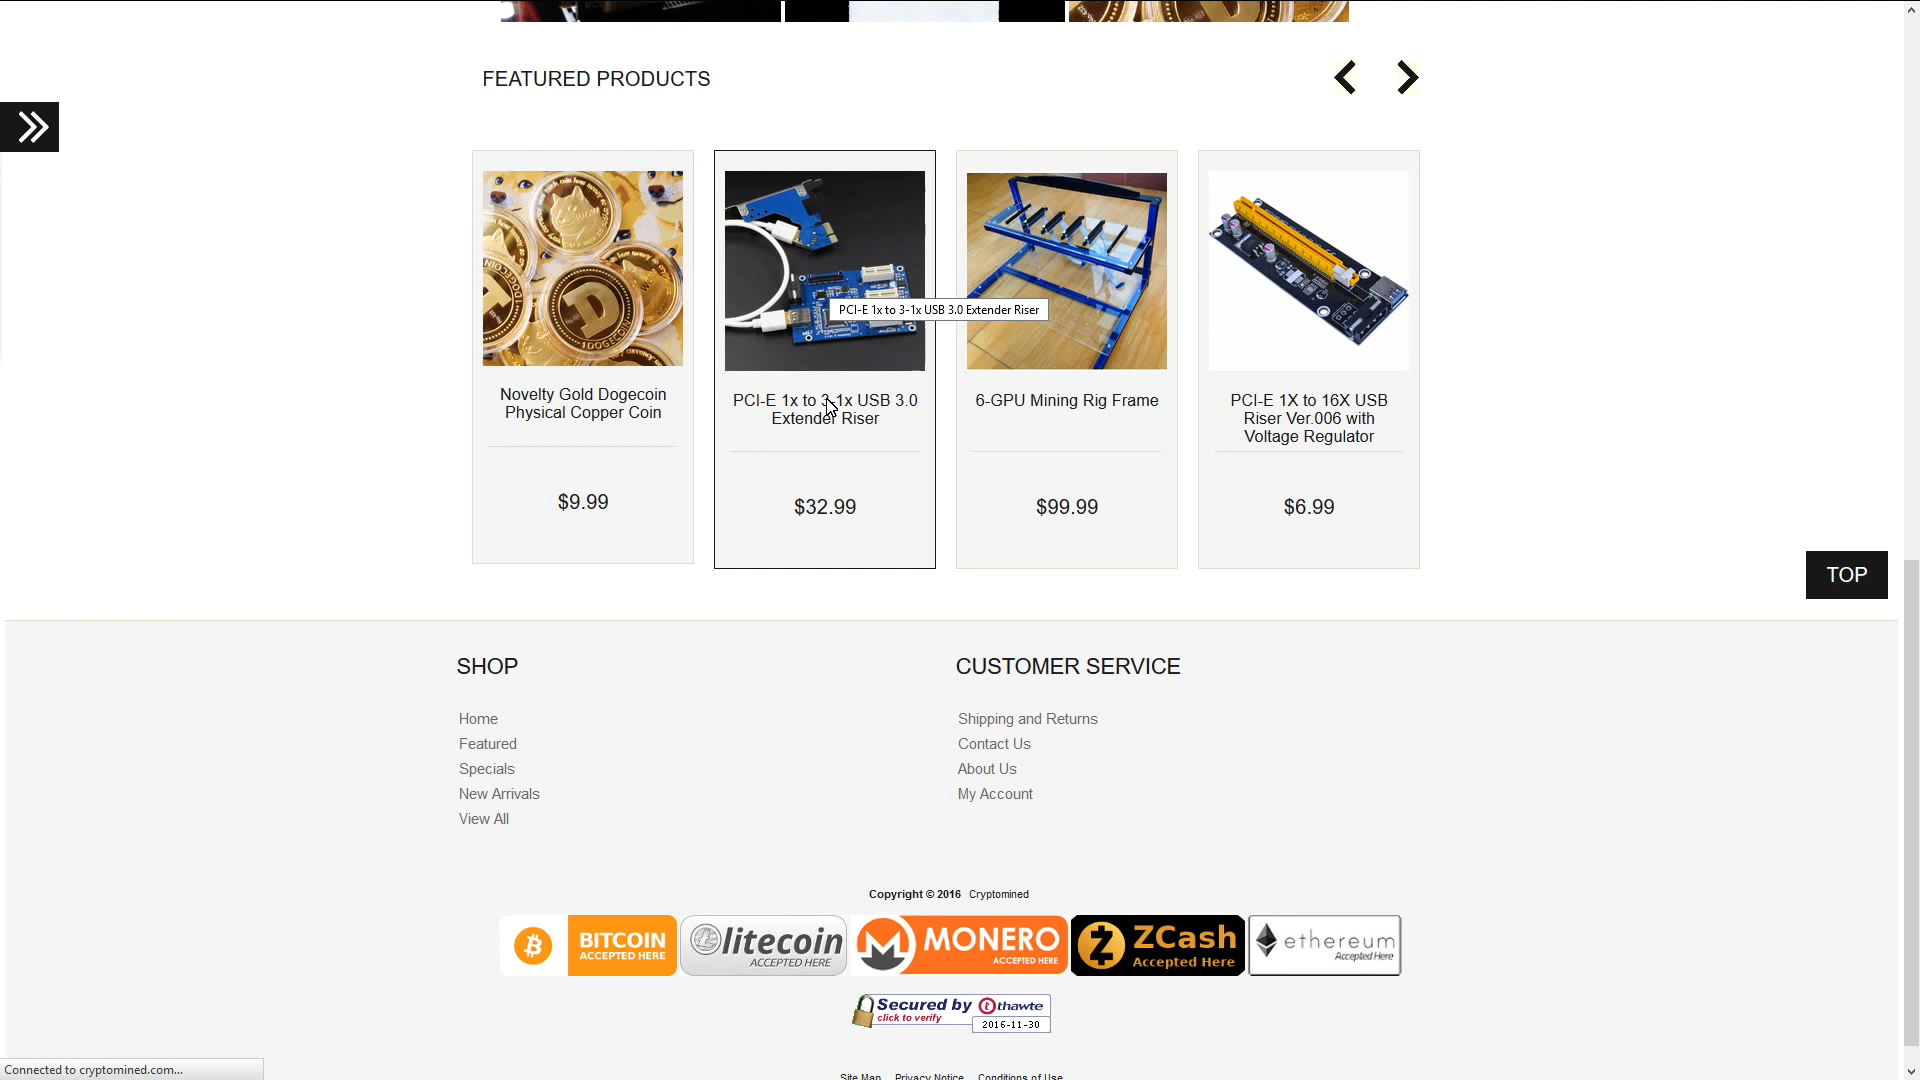 FEATURED PRODUCTS
PCI-E 1x to 3-1x USB 3.0 Extender Riser
1DOGECOIN
Novelty Gold Dogecoin
Physical Copper Coin
$9.99
PCI-E 1x to 3-1x USB 3.0
Extender Riser
$32.99
6-GPU Mining Rig Frame
$99.99
PCI-E 1X to 16X USB
Riser Ver.006 with
Voltage Regulator
$6.99
TOP
SHOP
Home
Featured
Specials
New Arrivals
View All
CUSTOMER SERVICE
Shipping and Returns
Contact Us
About Us
My Account
Copyright © 2016 Cryptomined
BITCOIN
ACCEPTED HERE
litecoin
ACCEPTED HERE
MONERO
ACCEPTED HERE
ZCash
Accepted Here
ethereum
Accepted Here
Secured by thawte
click to verify
2016-11-30
Connected to cryptomined.com...
Site Map Privacy Notice Conditions of Use